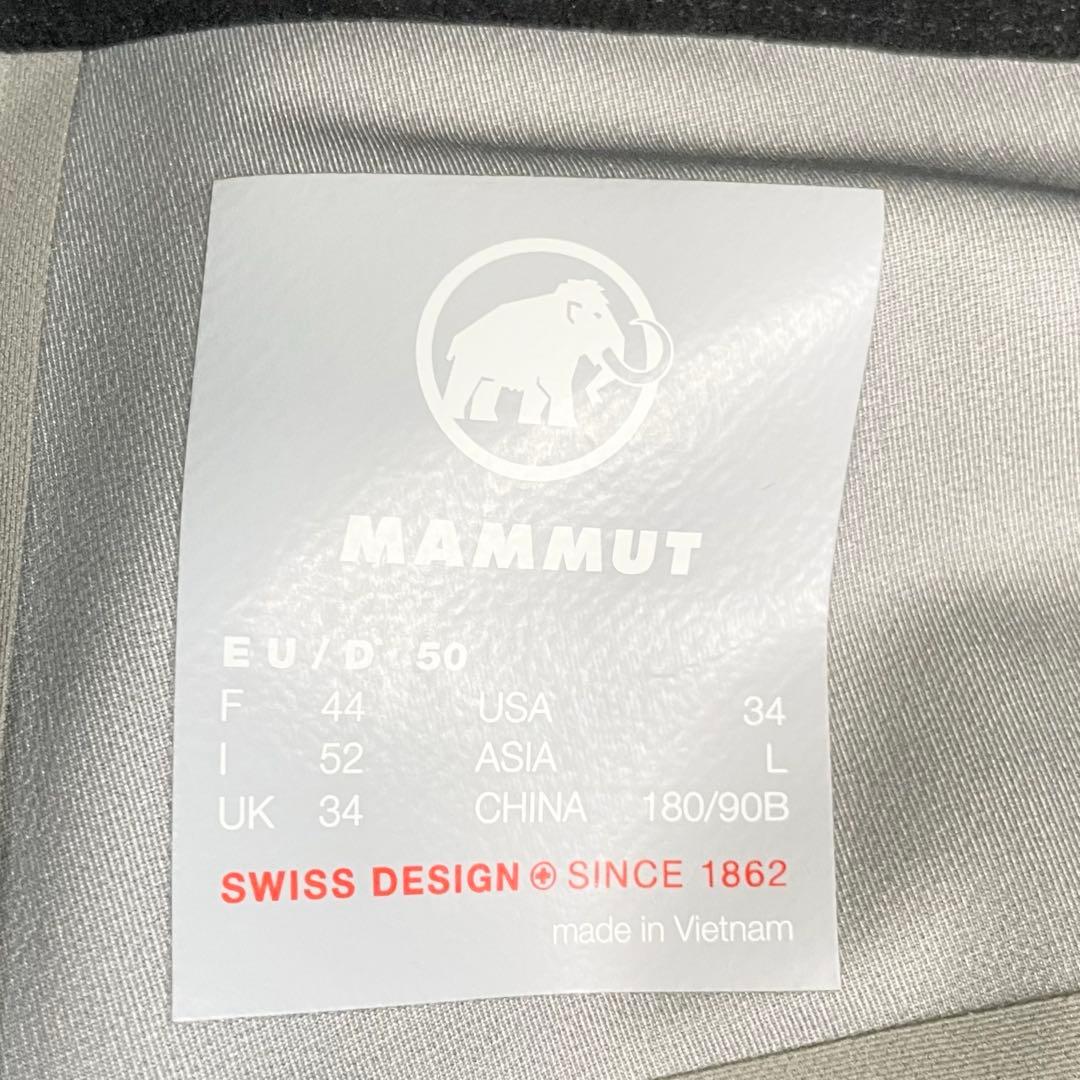 MAMMUT
EU/D 50
F 44 USA 34
I 52 ASIA L
UK 34 CHINA 180/90B
SWISS DESIGN SINCE 1862
made in Vietnam